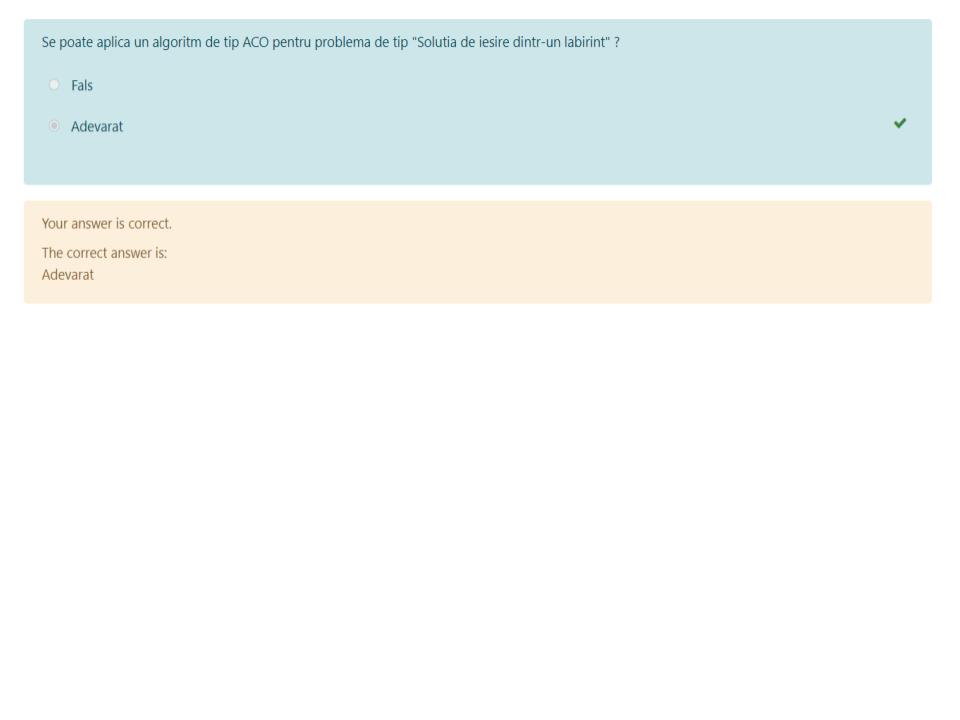 Se poate aplica un algoritm de tip ACO pentru problema de tip "Solutia de iesire dintr-un labirint" ?
Fals
Adevarat
Your answer is correct.
The correct answer is:
Adevarat